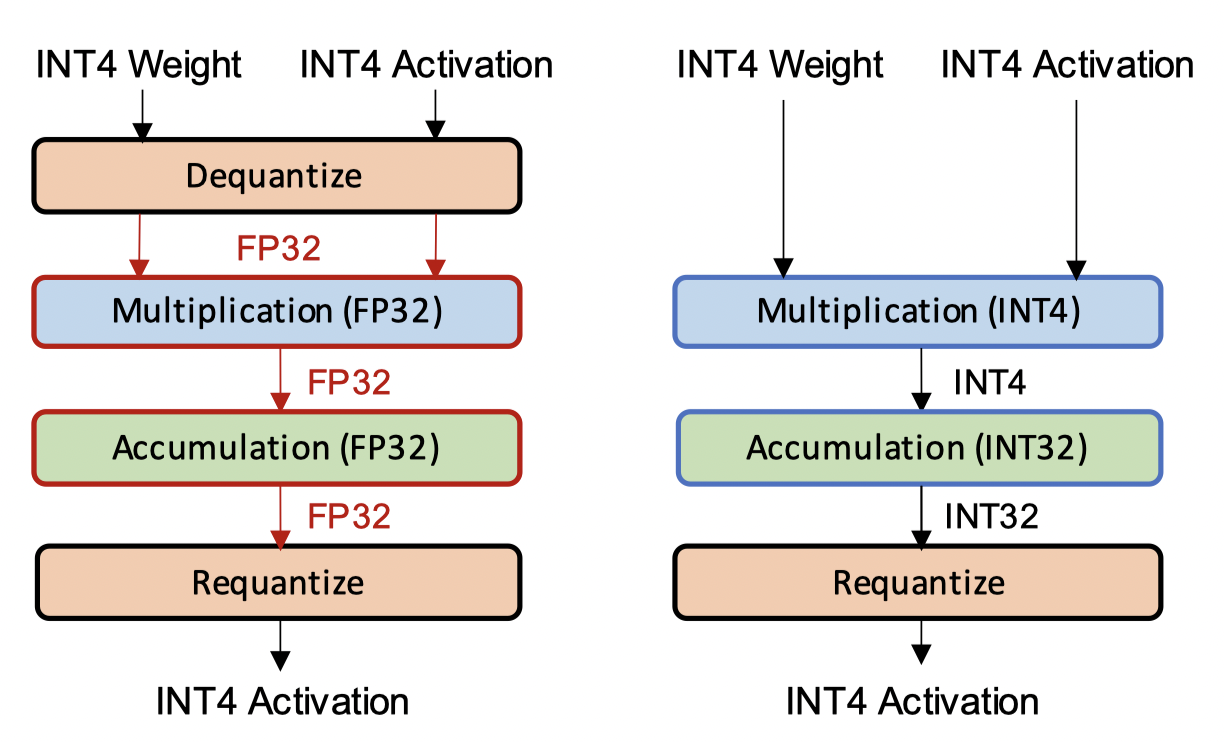 INT4 Weight
INT4 Activation
Dequantize
FP32
Multiplication (FP32)
FP32
Accumulation (FP32)
FP32
Requantize
INT4 Activation
INT4 Weight
INT4 Activation
Multiplication (INT4)
INT4
Accumulation (INT32)
INT32
Requantize
INT4 Activation